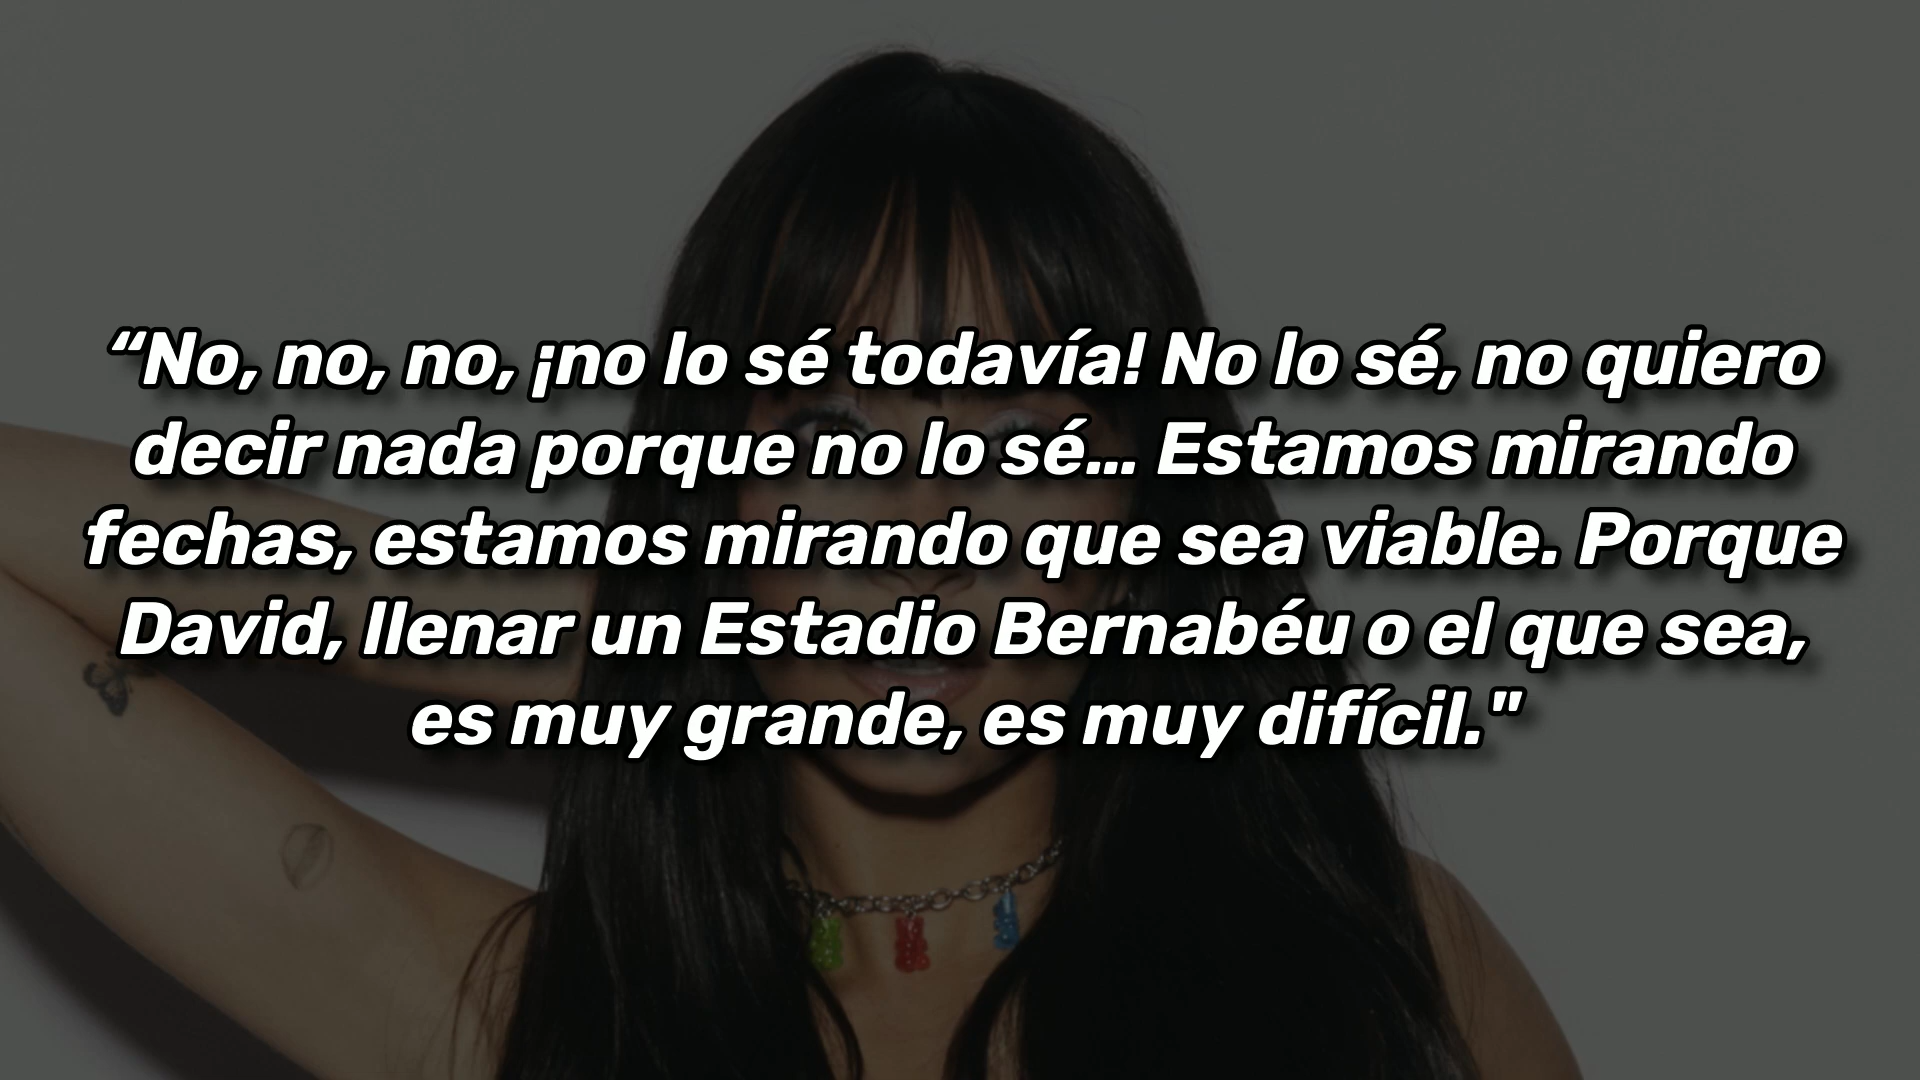 “No, no, no, ¡no lo sé todavía! No lo sé, no quiero
decir nada porque no lo sé... Estamos mirando
fechas, estamos mirando que sea viable. Porque
David, llenar un Estadio Bernabéu o el que sea,
es muy grande, es muy difícil."